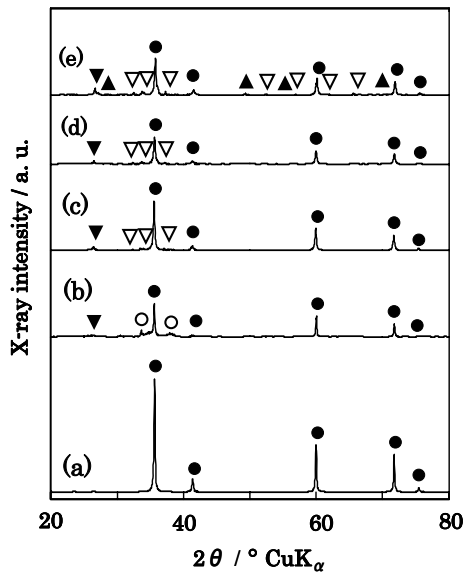 (e)
(d)
(c)
(b)
(a)
X-ray intensity / a. u.
20 40 60 80
2θ / ° CuKα